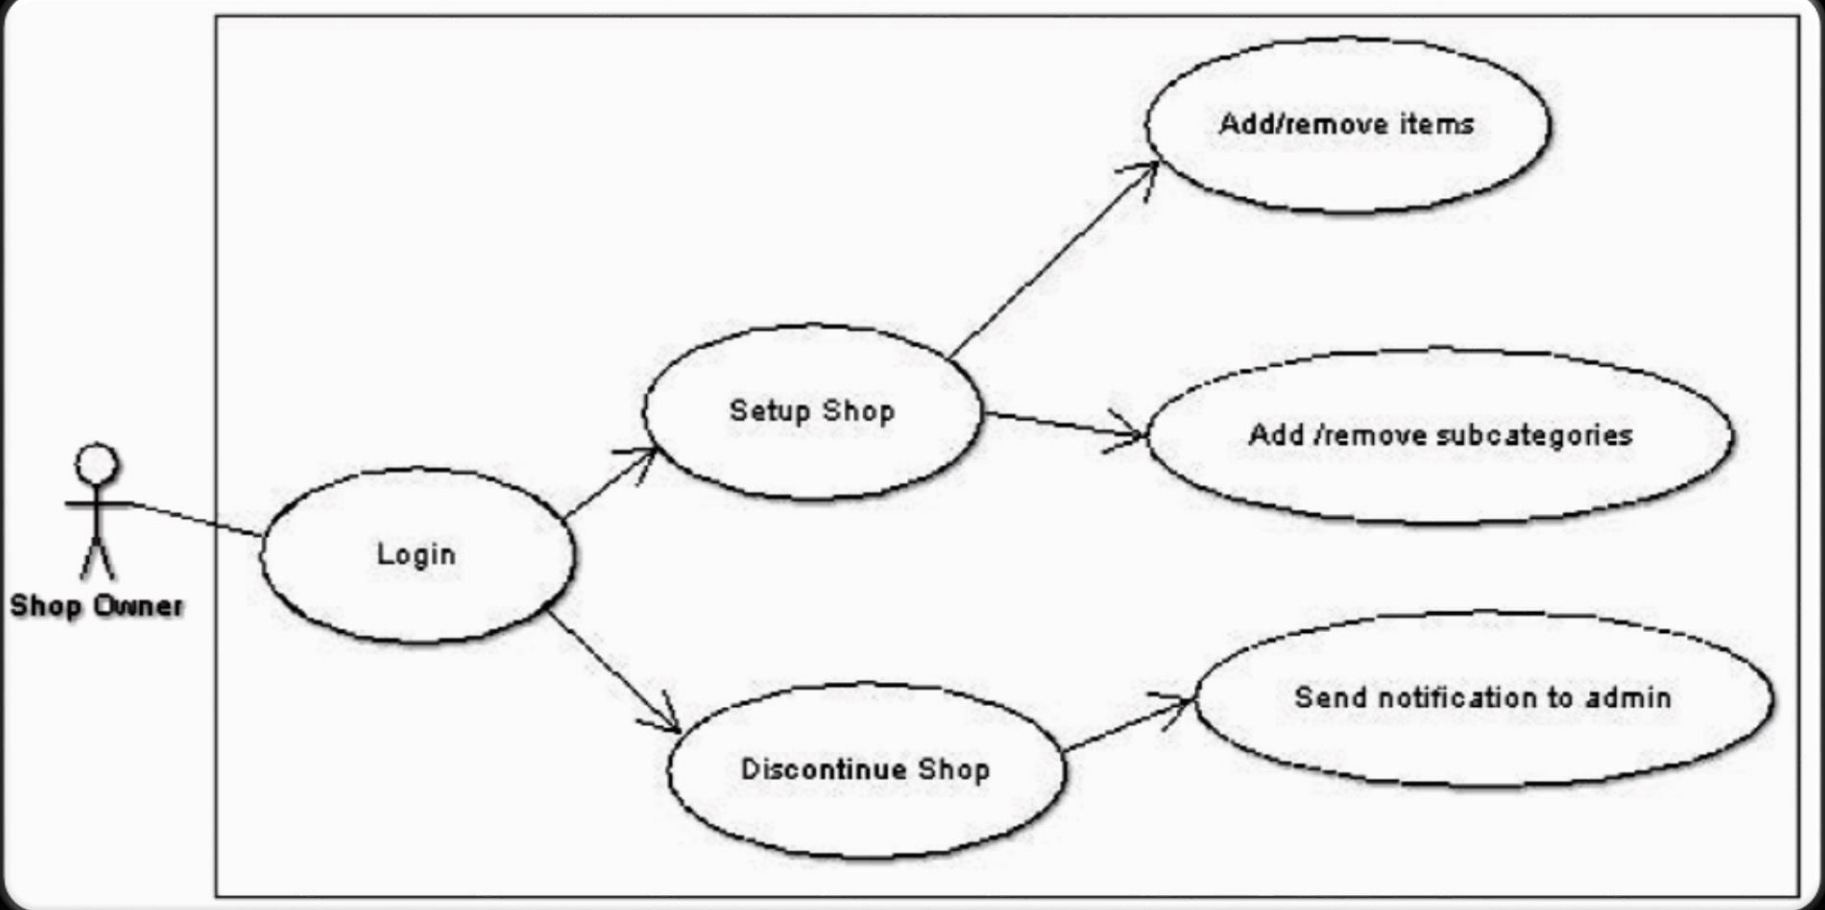 Add/remove items
Setup Shop
Add /remove subcategories
Login
Shop Owner
Send notification to admin
Discontinue Shop